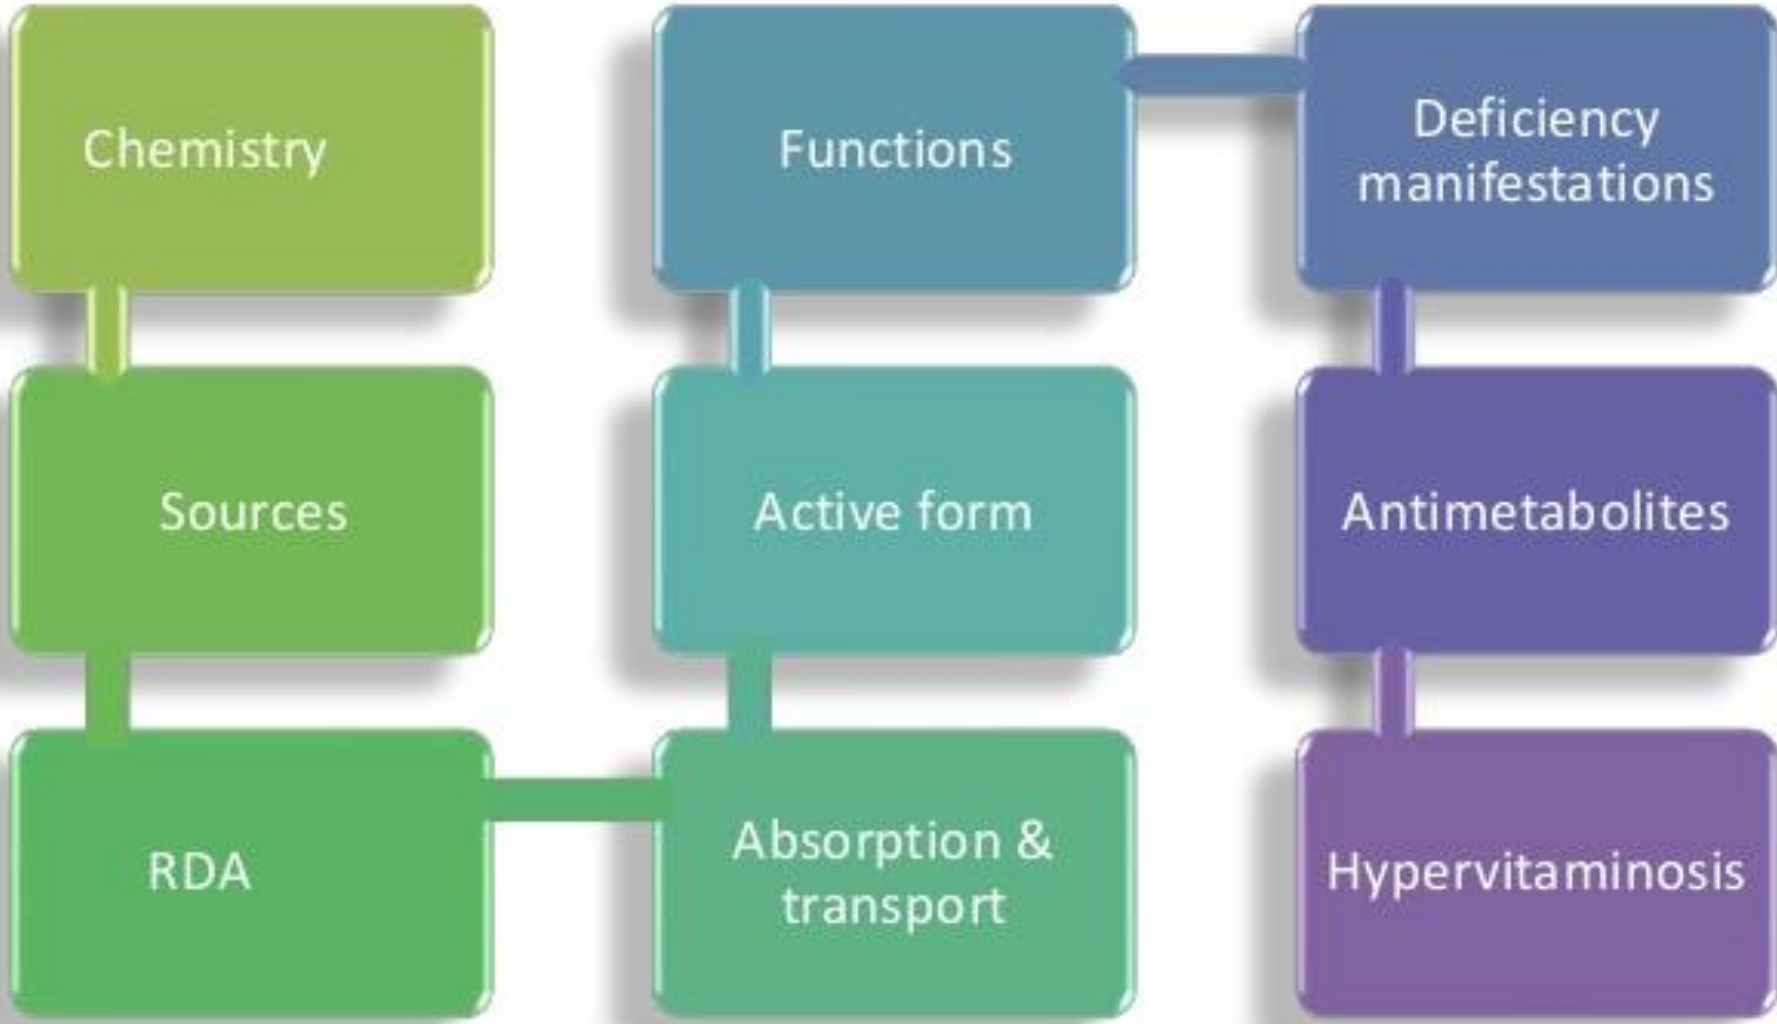 Chemistry
Sources
RDA
Absorption &
transport
Active form
Functions
Deficiency
manifestations
Antimetabolites
Hypervitaminosis